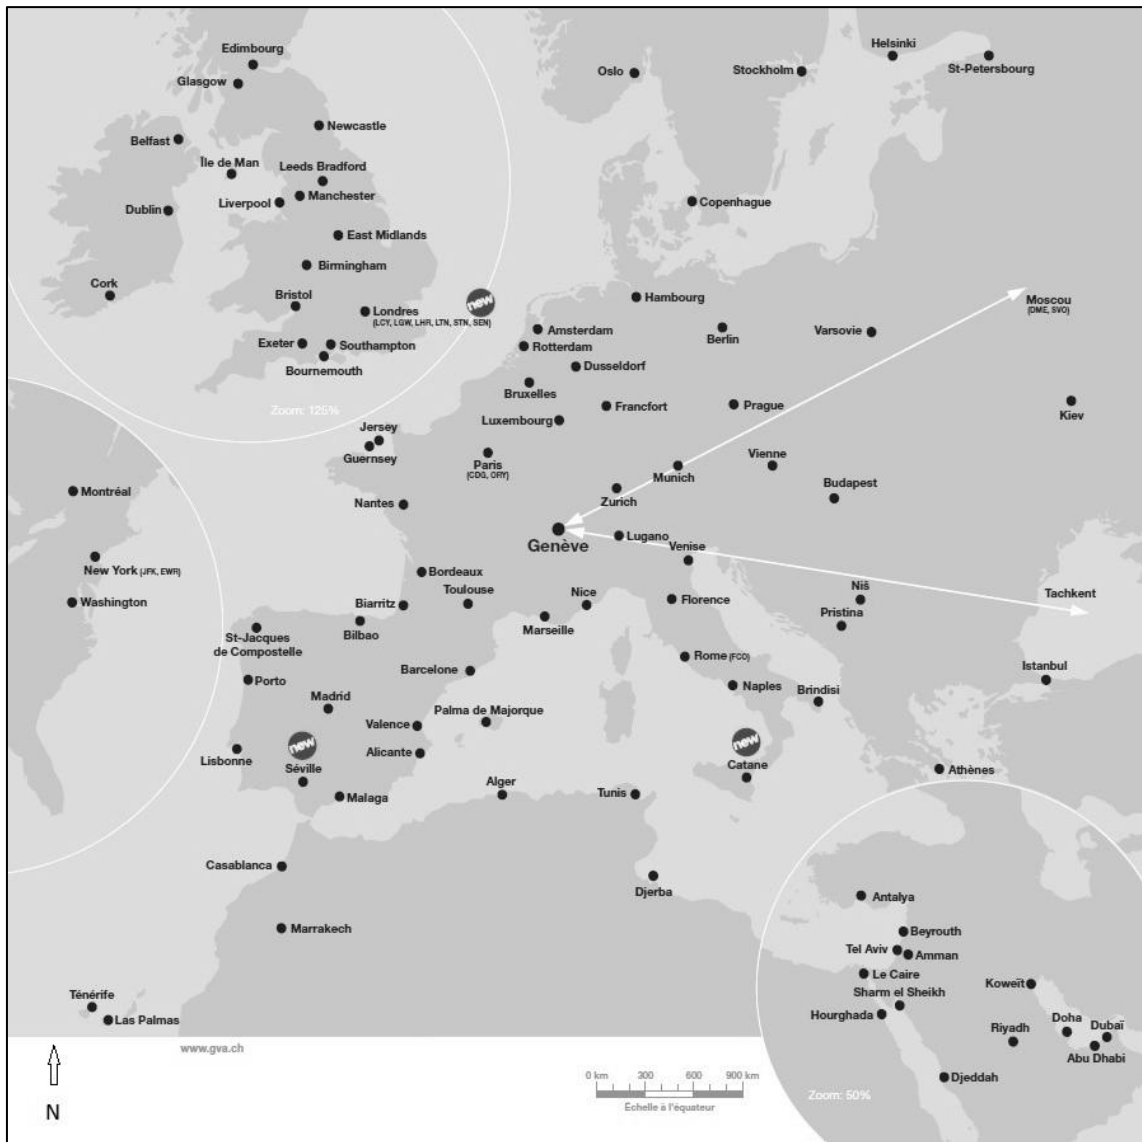 Edimbourg
Glasgow
Newcastle
Belfast
Île de Man
Leeds Bradford
Manchester
Liverpool
Dublin
East Midlands
Birmingham
Cork
Bristol
Londres
(LCY, LGW, LHR, LTN, STN, SEN)
new
Exeter
Southampton
Bournemouth
Zoom: 125%
Oslo
Stockholm
Helsinki
St-Petersbourg
Copenhague
Hambourg
Moscou
(DME, SVO)
Amsterdam
Berlin
Varsovie
Rotterdam
Dusseldorf
Bruxelles
Francfort
Prague
Kiev
Luxembourg
Jersey
Guernsey
Paris
(CDG, ORY)
Munich
Vienne
Zurich
Budapest
Nantes
Genève
Lugano
Venise
Montréal
New York (JFK, EWR)
Washington
Bordeaux
Toulouse
Nice
Florence
Niš
Tachkent
Biarritz
Pristina
Bilbao
Marseille
St-Jacques
de Compostelle
Rome (FCO)
Istanbul
Barcelone
Porto
Madrid
Naples
Brindisi
Palma de Majorque
Valence
new
new
Lisbonne
Séville
Alicante
Catane
Athènes
Malaga
Alger
Tunis
Casablanca
Djerba
Marrakech
Antalya
Beyrouth
Tel Aviv
Amman
Le Caire
Koweït
Sharm el Sheikh
Hourghada
Riyadh
Doha
Dubaï
Abu Dhabi
Djeddah
Zoom: 50%
Ténérife
Las Palmas
www.gva.ch
N
0 km 300 600 900 km
Échelle à l'équateur